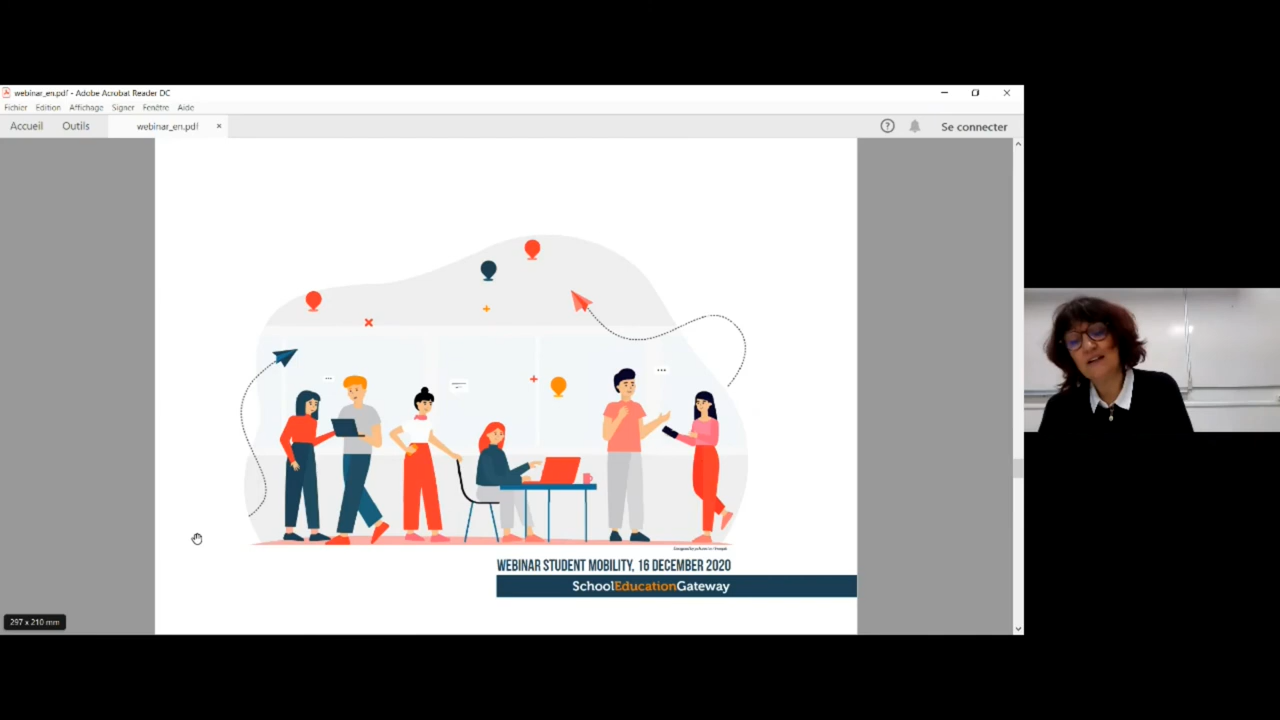 webinar_en.pdf - Adobe Acrobat Reader DC
Fichier Edition Affichage Signer Fenêtre Aide
Accueil Outils webinar_en.pdf × ? Se connecter
WEBINAR STUDENT MOBILITY, 16 DECEMBER 2020
SchoolEducationGateway
297 x 210 mm